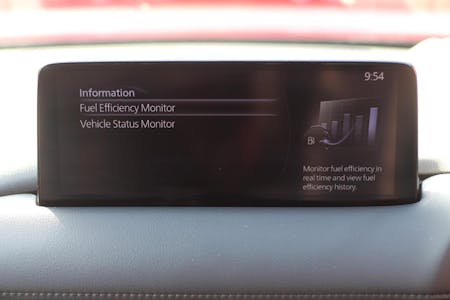 9:54
Information
Fuel Efficiency Monitor
Vehicle Status Monitor
Monitor fuel efficiency in
real time and view fuel
efficiency history.